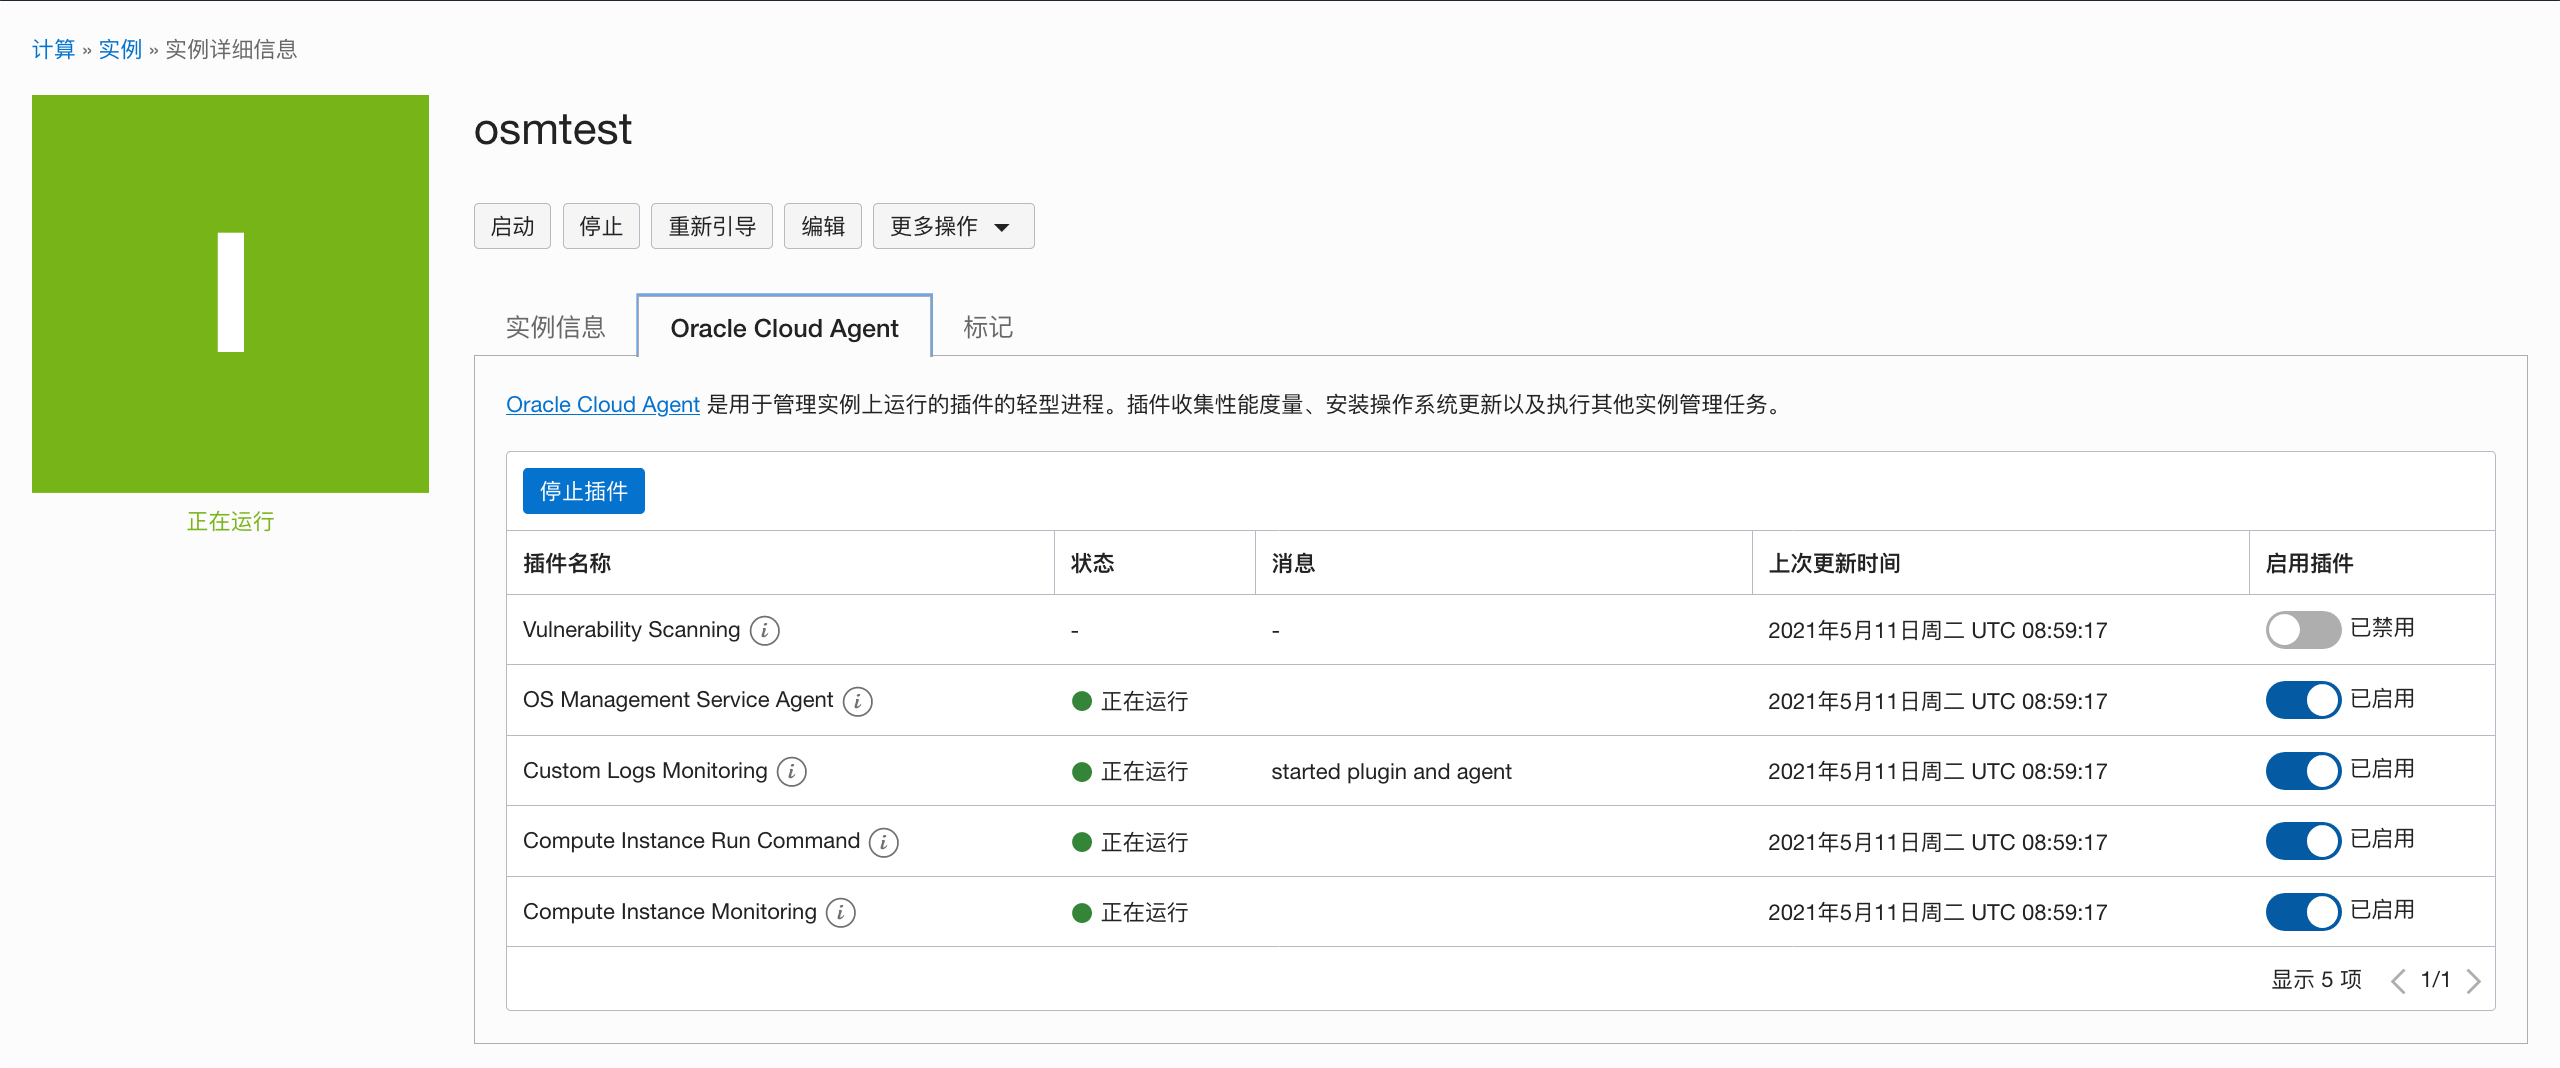 计算 » 实例 » 实例详细信息
I
正在运行
osmtest
启动 停止 重新引导 编辑 更多操作
实例信息 Oracle Cloud Agent 标记
Oracle Cloud Agent 是用于管理实例上运行的插件的轻型进程。插件收集性能度量、安装操作系统更新以及执行其他实例管理任务。
停止插件
插件名称 状态 消息 上次更新时间 启用插件
Vulnerability Scanning i - - 2021年5月11日周二 UTC 08:59:17 已禁用
OS Management Service Agent i 正在运行 2021年5月11日周二 UTC 08:59:17 已启用
Custom Logs Monitoring i 正在运行 started plugin and agent 2021年5月11日周二 UTC 08:59:17 已启用
Compute Instance Run Command i 正在运行 2021年5月11日周二 UTC 08:59:17 已启用
Compute Instance Monitoring i 正在运行 2021年5月11日周二 UTC 08:59:17 已启用
显示 5 项 1/1